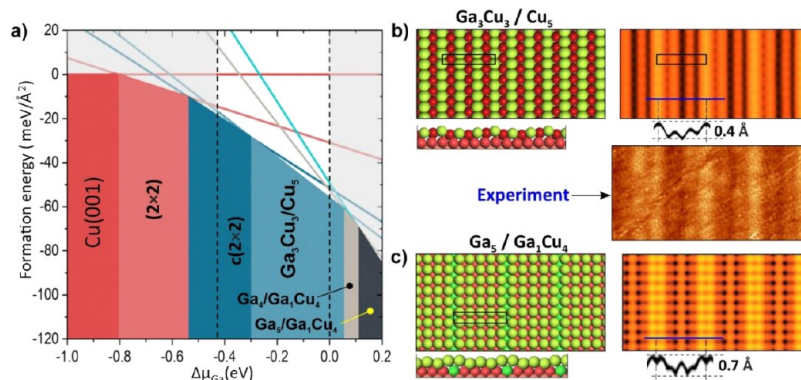 a)
Formation energy (meV/Å²)
20
0
-20
-40
-60
-80
-100
-120
Cu(001)
(2×2)
c(2×2)
Ga₃Cu₃/Cu₅
Ga₄/Ga₁Cu₄
Ga₅/Ga₁Cu₄
-1.0 -0.8 -0.6 -0.4 -0.2 0.0 0.2
Δμ_Ga(eV)
b)
Ga₃Cu₃ / Cu₅
0.4 Å
Experiment
c)
Ga₅ / Ga₁Cu₄
0.7 Å